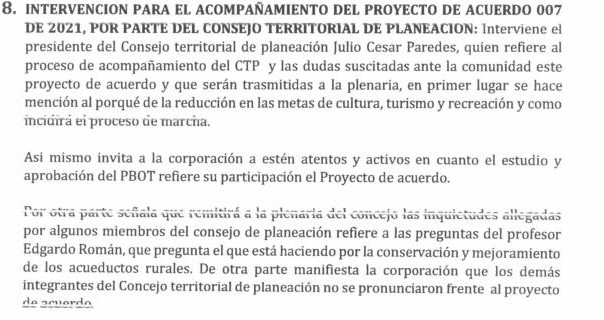 8. INTERVENCION PARA EL ACOMPAÑAMIENTO DEL PROYECTO DE ACUERDO 007
DE 2021, POR PARTE DEL CONSEJO TERRITORIAL DE PLANEACION: Interviene el
presidente del Consejo territorial de planeación Julio Cesar Paredes, quien refiere al
proceso de acompañamiento del CTP y las dudas suscitadas ante la comunidad este
proyecto de acuerdo y que serán trasmitidas a la plenaria, en primer lugar se hace
mención al porqué de la reducción en las metas de cultura, turismo y recreación y como
incidirá el proceso de marcha.
Asi mismo invita a la corporación a estén atentos y activos en cuanto el estudio y
aprobación del PBOT refiere su participación el Proyecto de acuerdo.
Por otra parte señala que remitirá a la plenaria del concejo las inquietudes allegadas
por algunos miembros del consejo de planeación refiere a las preguntas del profesor
Edgardo Román, que pregunta el que está haciendo por la conservación y mejoramiento
de los acueductos rurales. De otra parte manifiesta la corporación que los demás
integrantes del Concejo territorial de planeación no se pronunciaron frente al proyecto
de acuerdo.